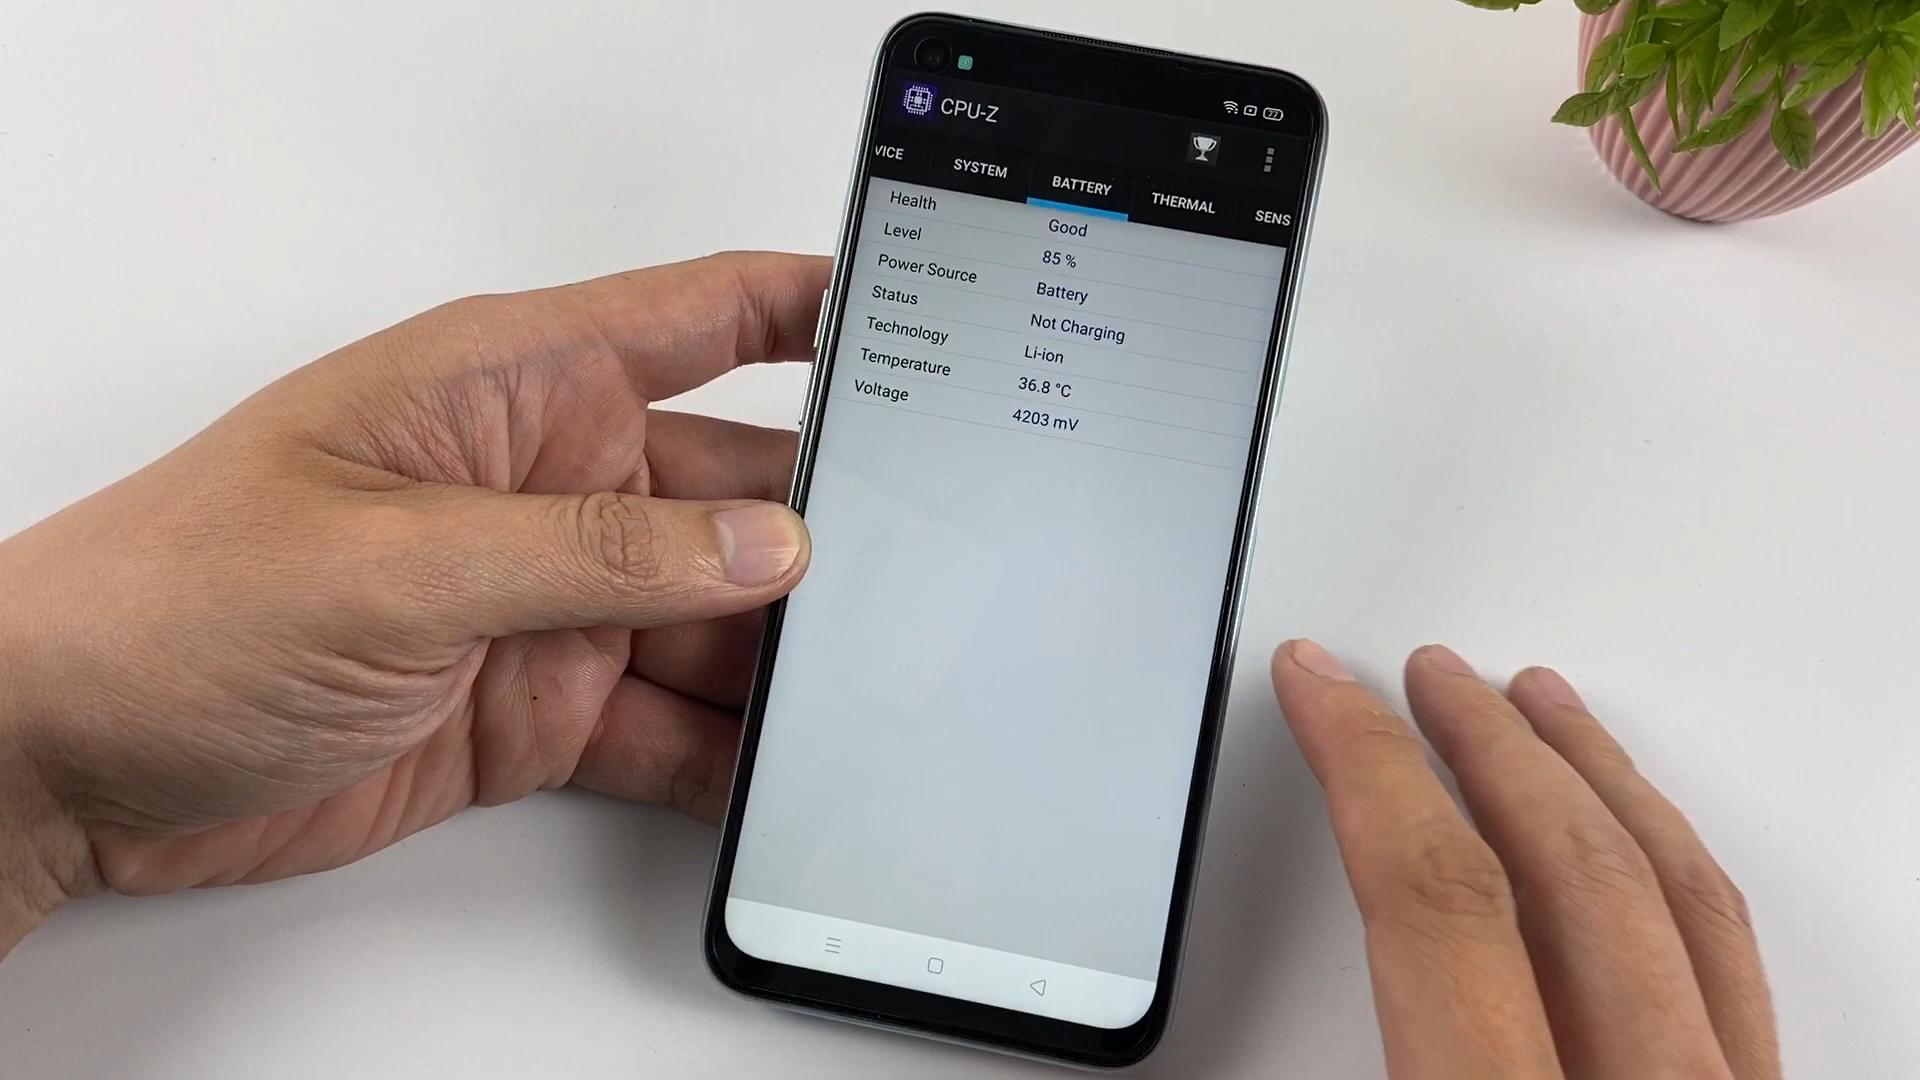 77
CPU-Z
VICE SYSTEM BATTERY THERMAL SENS
Health Good
Level 85 %
Power Source Battery
Status Not Charging
Technology Li-ion
Temperature 36.8 °C
Voltage 4203 mV